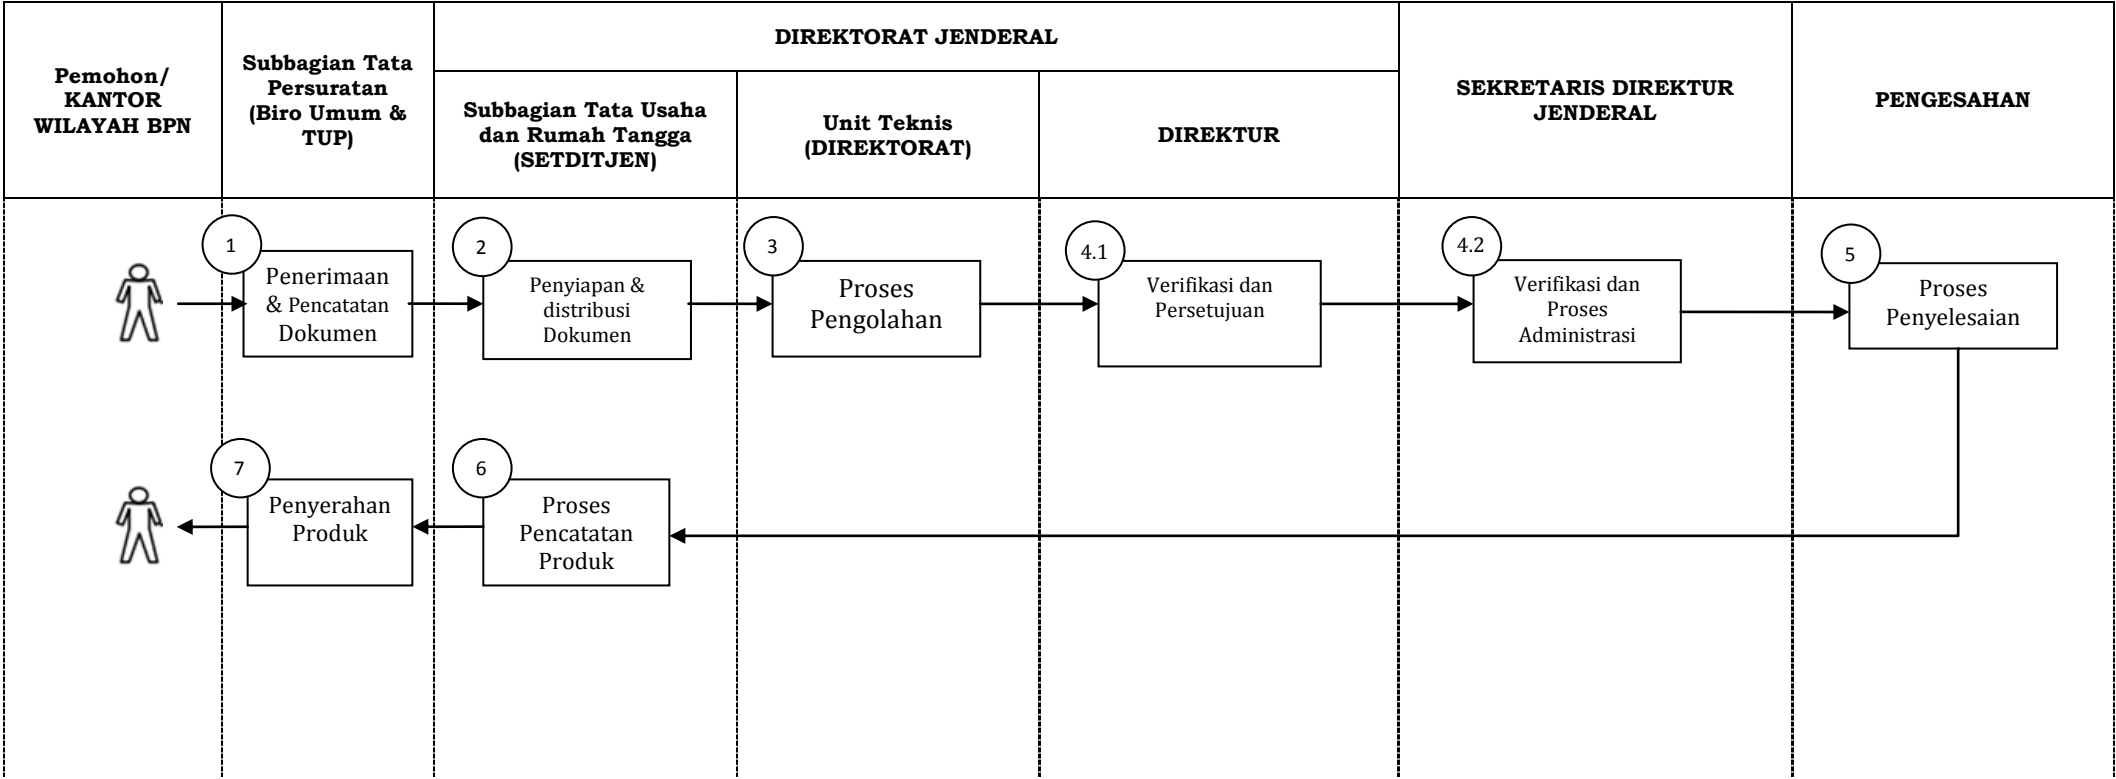 Pemohon/
KANTOR
WILAYAH BPN
Subbagian Tata
Persuratan
(Biro Umum &
TUP)
DIREKTORAT JENDERAL
Subbagian Tata Usaha
dan Rumah Tangga
(SETDITJEN)
Unit Teknis
(DIREKTORAT)
DIREKTUR
SEKRETARIS DIREKTUR
JENDERAL
PENGESAHAN
1
Penerimaan
& Pencatatan
Dokumen
2
Penyiapan &
distribusi
Dokumen
3
Proses
Pengolahan
4.1
Verifikasi dan
Persetujuan
4.2
Verifikasi dan
Proses
Administrasi
5
Proses
Penyelesaian
7
Penyerahan
Produk
6
Proses
Pencatatan
Produk